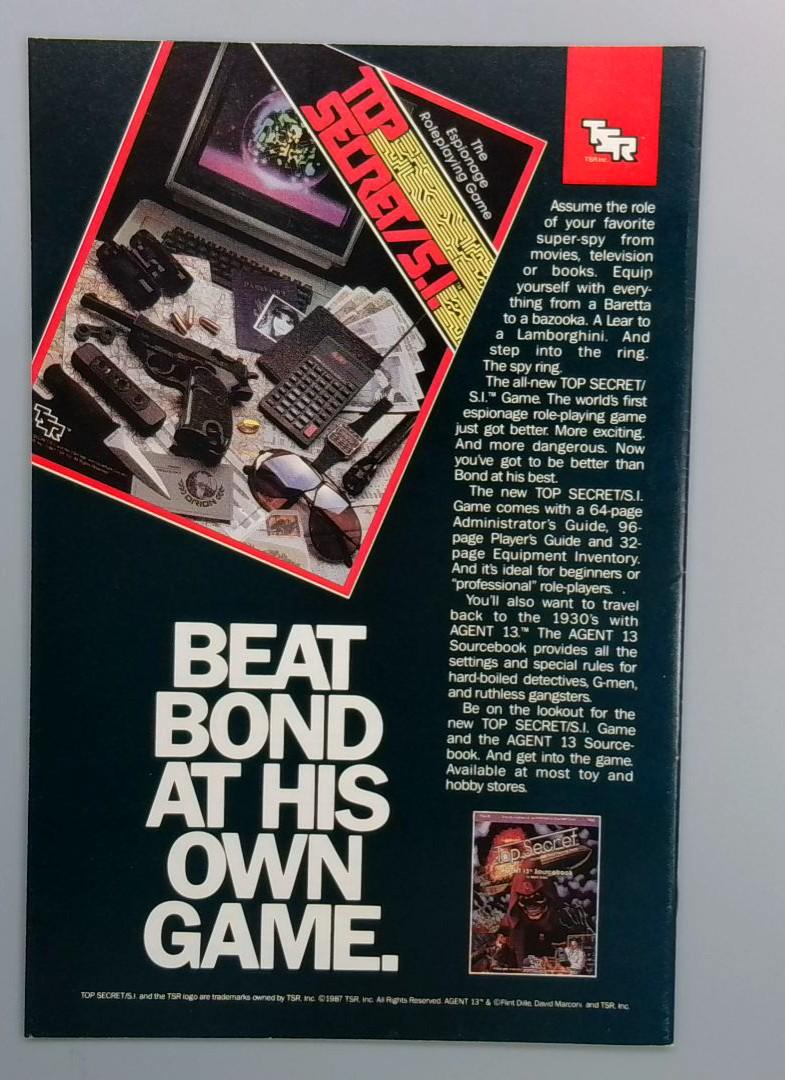 TOP
SECRET/S.I.™
The
Espionage
Roleplaying Game
TSR
TSR, Inc.
PASSPORT
ORION
TSR™
Assume the role
of your favorite
super-spy from
movies, television
or books. Equip
yourself with every-
thing from a Baretta
to a bazooka. A Lear to
a Lamborghini. And
step into the ring.
The spy ring.
The all-new TOP SECRET/
S.I.™ Game. The world's first
espionage role-playing game
just got better. More exciting.
And more dangerous. Now
you've got to be better than
Bond at his best.
The new TOP SECRET/S.I.
Game comes with a 64-page
Administrator's Guide, 96-
page Player's Guide and 32-
page Equipment Inventory.
And it's ideal for beginners or
"professional" role-players.
You'll also want to travel
back to the 1930's with
AGENT 13.™ The AGENT 13
Sourcebook provides all the
settings and special rules for
hard-boiled detectives, G-men,
and ruthless gangsters.
Be on the lookout for the
new TOP SECRET/S.I. Game
and the AGENT 13 Source-
book. And get into the game.
Available at most toy and
hobby stores.
BEAT
BOND
AT HIS
OWN
GAME.
Top Secret
AGENT 13™ Sourcebook
TOP SECRET/S.I. and the TSR logo are trademarks owned by TSR, Inc. ©1987 TSR, Inc. All Rights Reserved. AGENT 13™ & ©Flint Dille, David Marconi, and TSR, Inc.